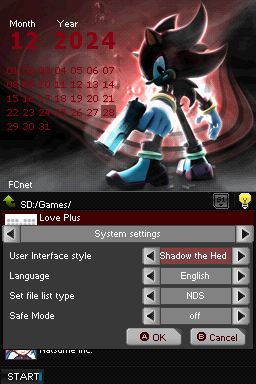 Month Year
12 2024
01 02 03 04 05 06 07
08 09 10 11 12 13 14
15 16 17 18 19 20 21
22 23 24 25 26 27 28
29 30 31
FCnet
SD:/Games/
Love Plus
System settings
User Interface style Shadow the Hed
Language English
Set file list type NDS
Safe Mode off
A OK B Cancel
Natsume Inc.
START